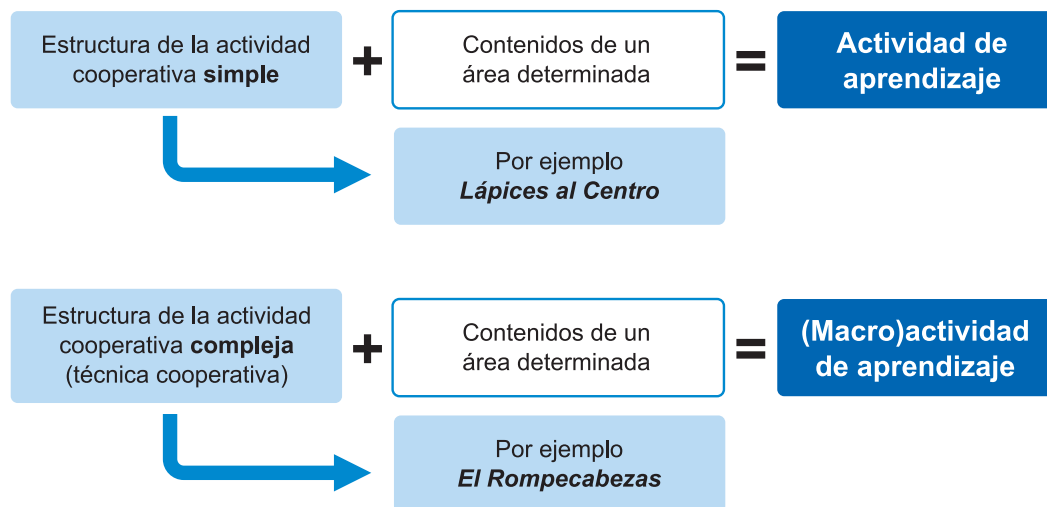 Estructura de la actividad
cooperativa simple
+
Contenidos de un
área determinada
=
Actividad de
aprendizaje
Por ejemplo
Lápices al Centro
Estructura de la actividad
cooperativa compleja
(técnica cooperativa)
+
Contenidos de un
área determinada
=
(Macro)actividad
de aprendizaje
Por ejemplo
El Rompecabezas